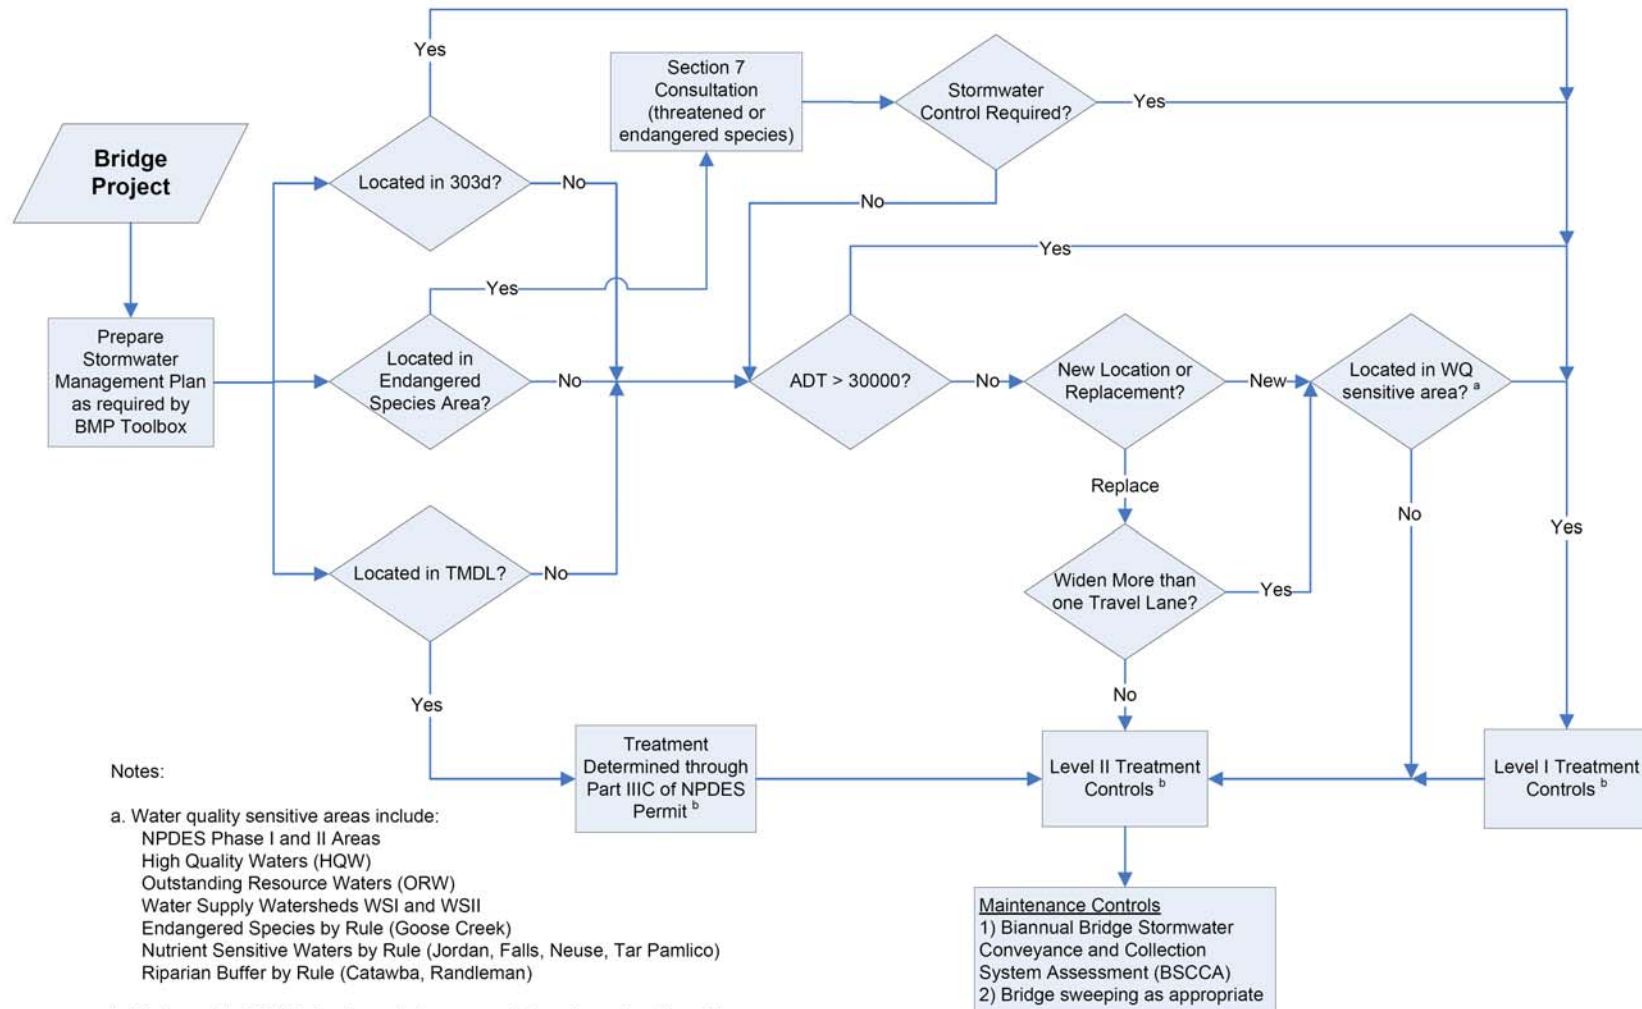 Bridge
Project
Prepare
Stormwater
Management Plan
as required by
BMP Toolbox
Yes
Located in 303d?
No
Section 7
Consultation
(threatened or
endangered species)
Stormwater
Control Required?
Yes
No
Yes
Located in
Endangered
Species Area?
No
Yes
ADT > 30000?
No
New Location or
Replacement?
New
Located in WQ
sensitive area? a
Replace
No
Yes
Located in TMDL?
No
Widen More than
one Travel Lane?
Yes
No
Yes
Treatment
Determined through
Part IIIC of NPDES
Permit b
Level II Treatment
Controls b
Level I Treatment
Controls b
Maintenance Controls
1) Biannual Bridge Stormwater
Conveyance and Collection
System Assessment (BSCCA)
2) Bridge sweeping as appropriate
Notes:
a. Water quality sensitive areas include:
NPDES Phase I and II Areas
High Quality Waters (HQW)
Outstanding Resource Waters (ORW)
Water Supply Watersheds WSI and WSII
Endangered Species by Rule (Goose Creek)
Nutrient Sensitive Waters by Rule (Jordan, Falls, Neuse, Tar Pamlico)
Riparian Buffer by Rule (Catawba, Randleman)